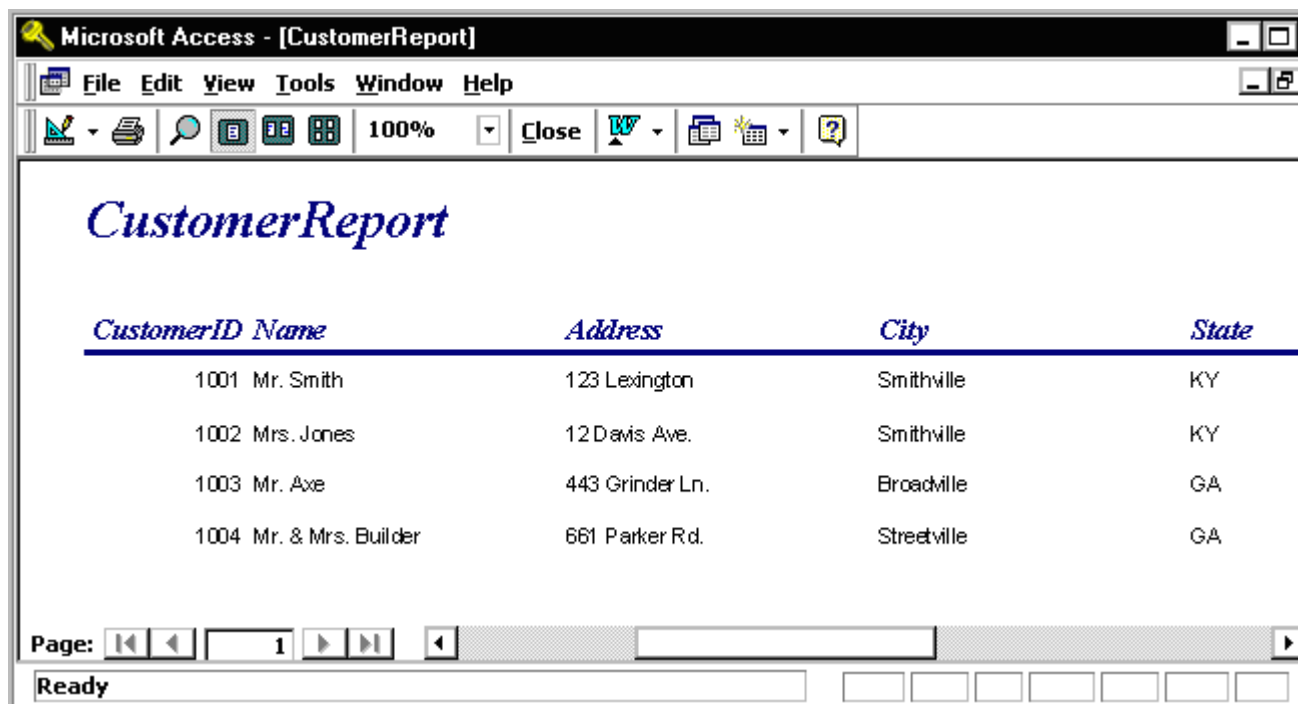 Microsoft Access - [CustomerReport]
File Edit View Tools Window Help
100% Close W
CustomerReport
CustomerID Name Address City State
1001 Mr. Smith 123 Lexington Smithville KY
1002 Mrs. Jones 12 Davis Ave. Smithville KY
1003 Mr. Axe 443 Grinder Ln. Broadville GA
1004 Mr. & Mrs. Builder 661 Parker Rd. Streetville GA
Page: 1
Ready